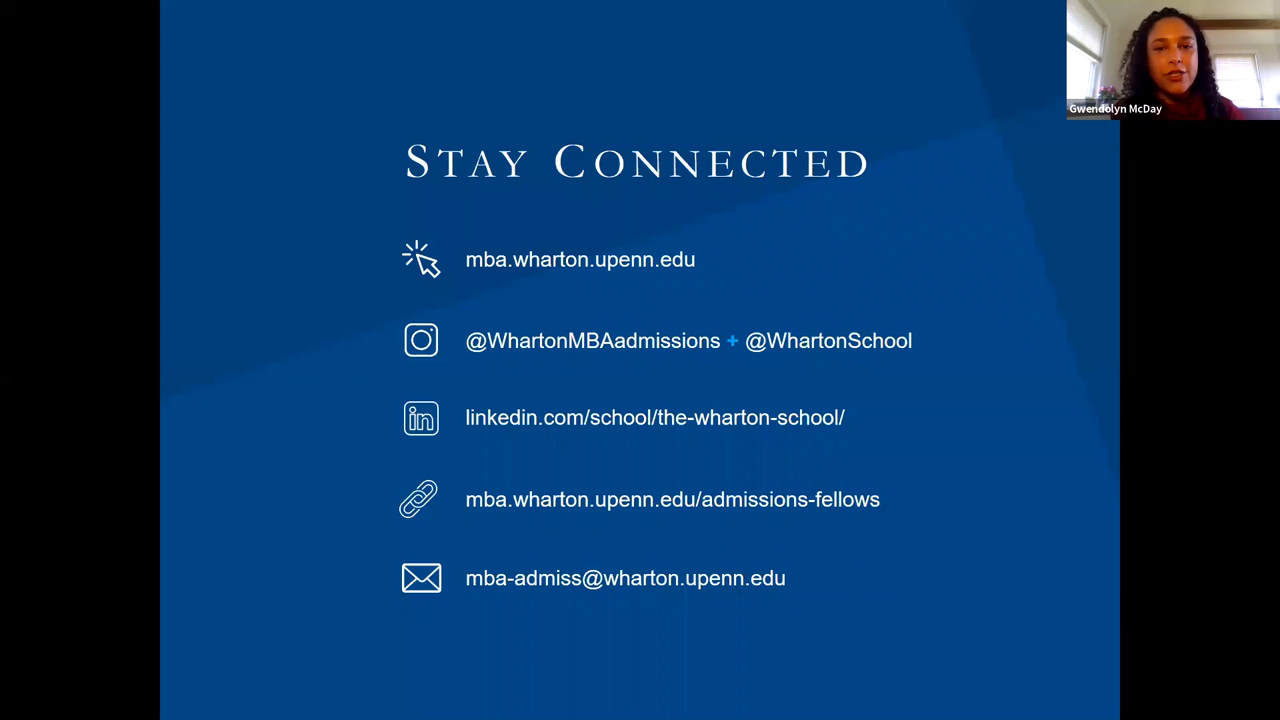 Gwendolyn McDay
STAY CONNECTED
mba.wharton.upenn.edu
@WhartonMBAadmissions + @WhartonSchool
in
linkedin.com/school/the-wharton-school/
mba.wharton.upenn.edu/admissions-fellows
mba-admiss@wharton.upenn.edu